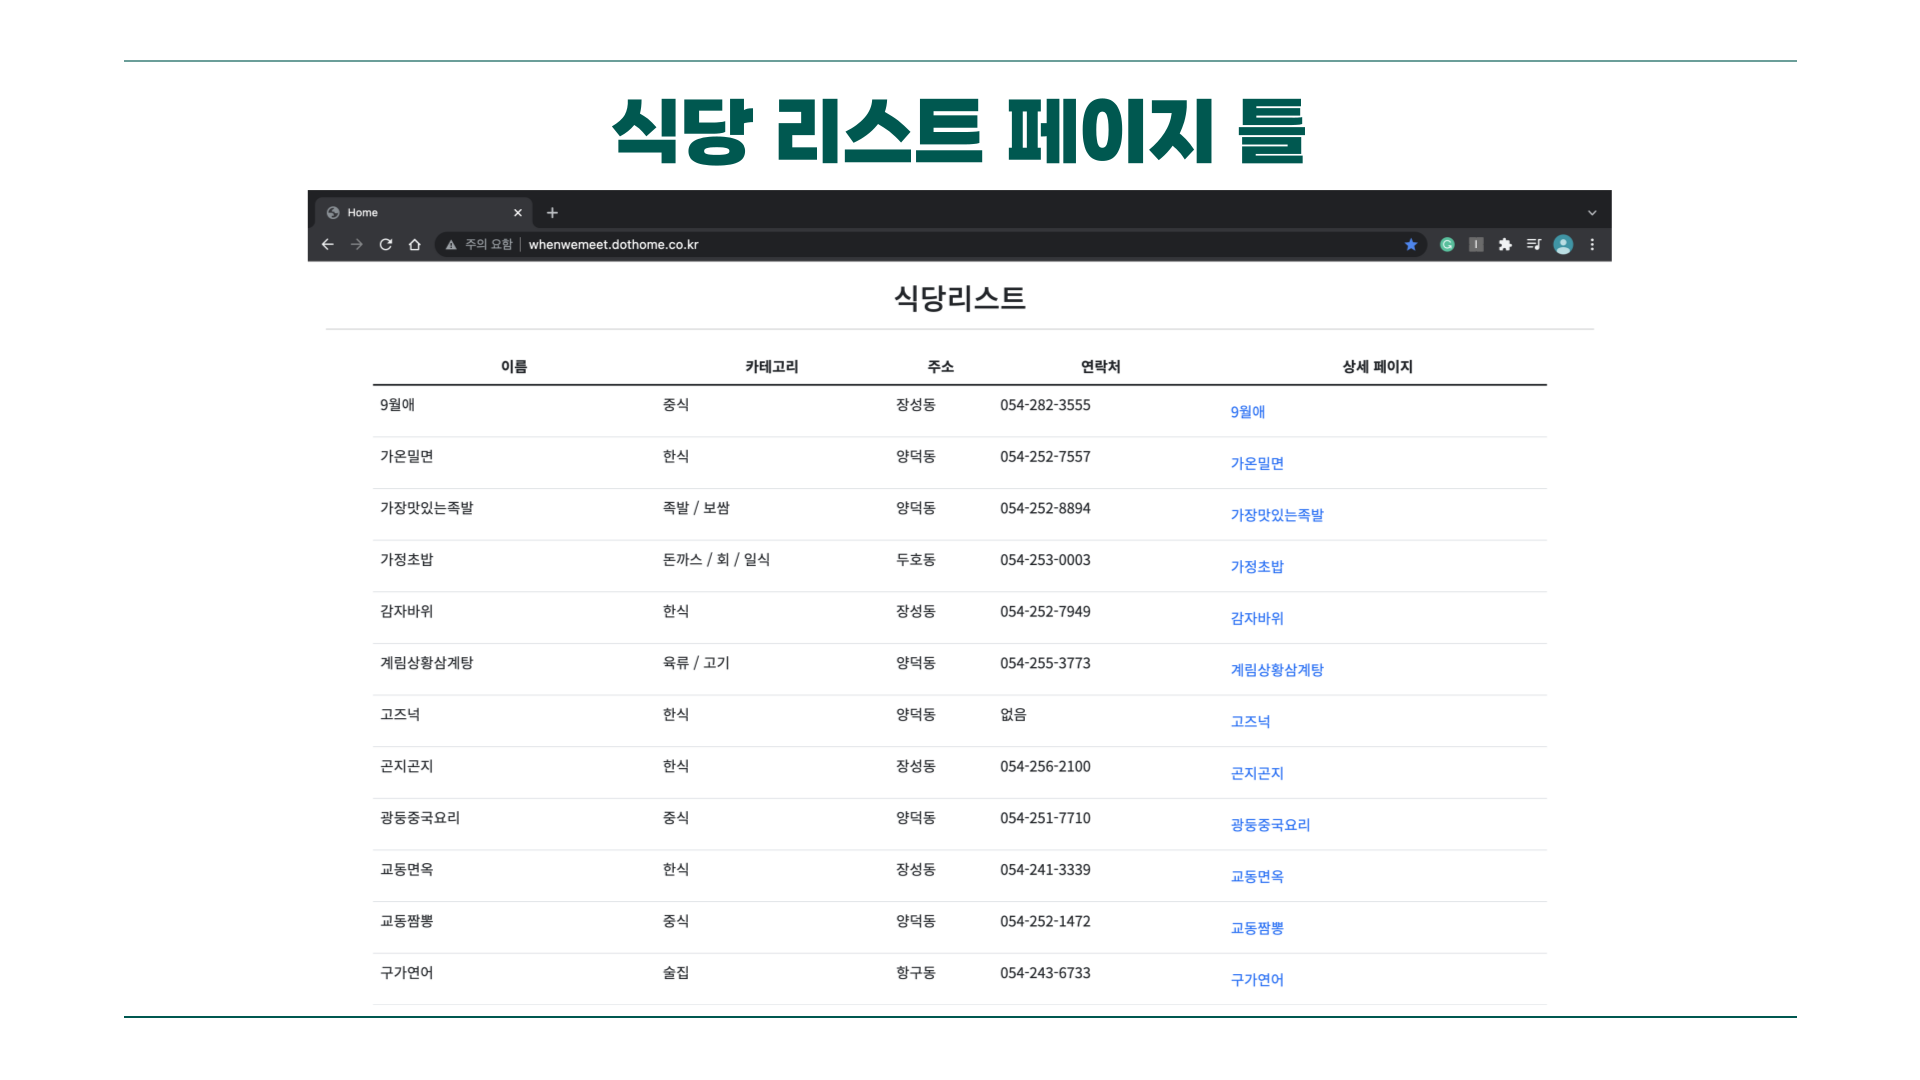 식당 리스트 페이지 틀
Home
주의 요함 whenwemeet.dothome.co.kr
식당리스트
이름 카테고리 주소 연락처 상세 페이지
9월애 중식 장성동 054-282-3555 9월애
가온밀면 한식 양덕동 054-252-7557 가온밀면
가장맛있는족발 족발 / 보쌈 양덕동 054-252-8894 가장맛있는족발
가정초밥 돈까스 / 회 / 일식 두호동 054-253-0003 가정초밥
감자바위 한식 장성동 054-252-7949 감자바위
계림상황삼계탕 육류 / 고기 양덕동 054-255-3773 계림상황삼계탕
고즈넉 한식 양덕동 없음 고즈넉
곤지곤지 한식 장성동 054-256-2100 곤지곤지
광둥중국요리 중식 양덕동 054-251-7710 광둥중국요리
교동면옥 한식 장성동 054-241-3339 교동면옥
교동짬뽕 중식 양덕동 054-252-1472 교동짬뽕
구가연어 술집 항구동 054-243-6733 구가연어